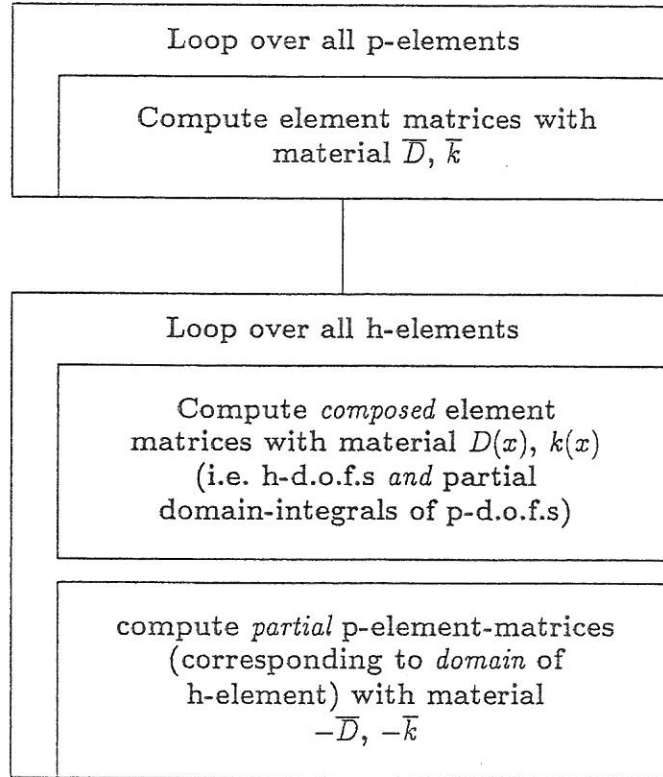 Loop over all p-elements
Compute element matrices with
material D̅, k̅
Loop over all h-elements
Compute composed element
matrices with material D(x), k(x)
(i.e. h-d.o.f.s and partial
domain-integrals of p-d.o.f.s)
compute partial p-element-matrices
(corresponding to domain of
h-element) with material
−D̅, −k̅